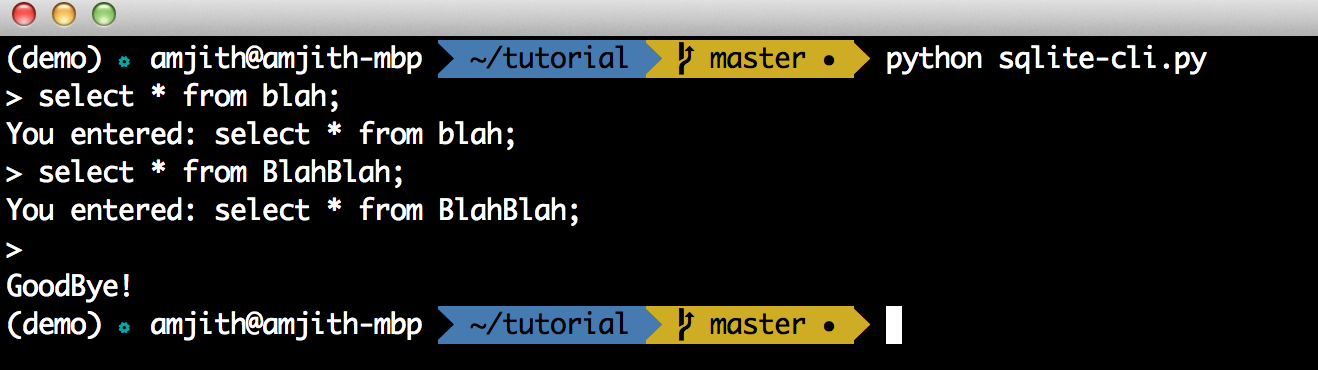 (demo) amjith@amjith-mbp ~/tutorial master • python sqlite-cli.py
> select * from blah;
You entered: select * from blah;
> select * from BlahBlah;
You entered: select * from BlahBlah;
>
GoodBye!
(demo) amjith@amjith-mbp ~/tutorial master •